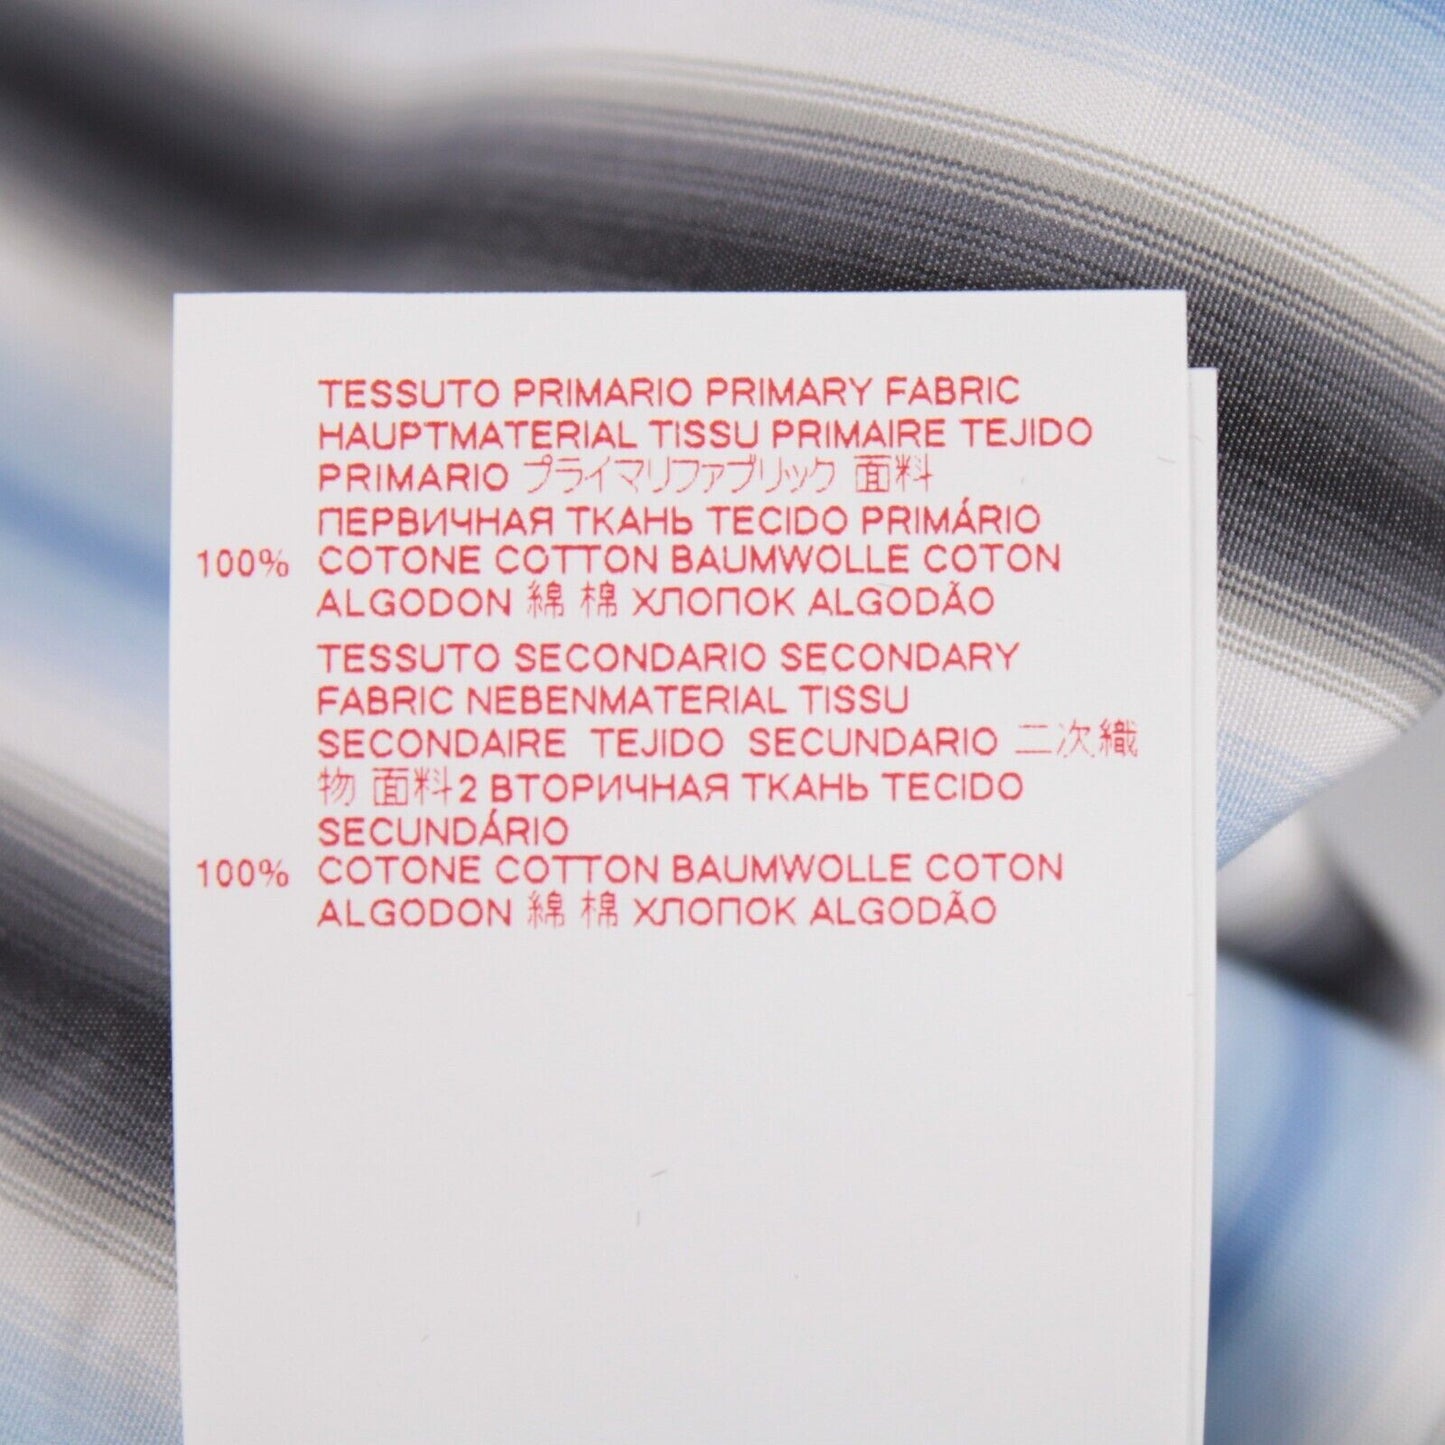 TESSUTO PRIMARIO PRIMARY FABRIC
HAUPTMATERIAL TISSU PRIMAIRE TEJIDO
PRIMARIO プライマリファブリック 面料
ПЕРВИЧНАЯ ТКАНЬ TECIDO PRIMÁRIO
100% COTONE COTTON BAUMWOLLE COTON
ALGODON 綿 棉 ХЛОПОК ALGODÃO
TESSUTO SECONDARIO SECONDARY
FABRIC NEBENMATERIAL TISSU
SECONDAIRE TEJIDO SECUNDARIO 二次織
物 面料2 ВТОРИЧНАЯ ТКАНЬ TECIDO
SECUNDÁRIO
100% COTONE COTTON BAUMWOLLE COTON
ALGODON 綿 棉 ХЛОПОК ALGODÃO